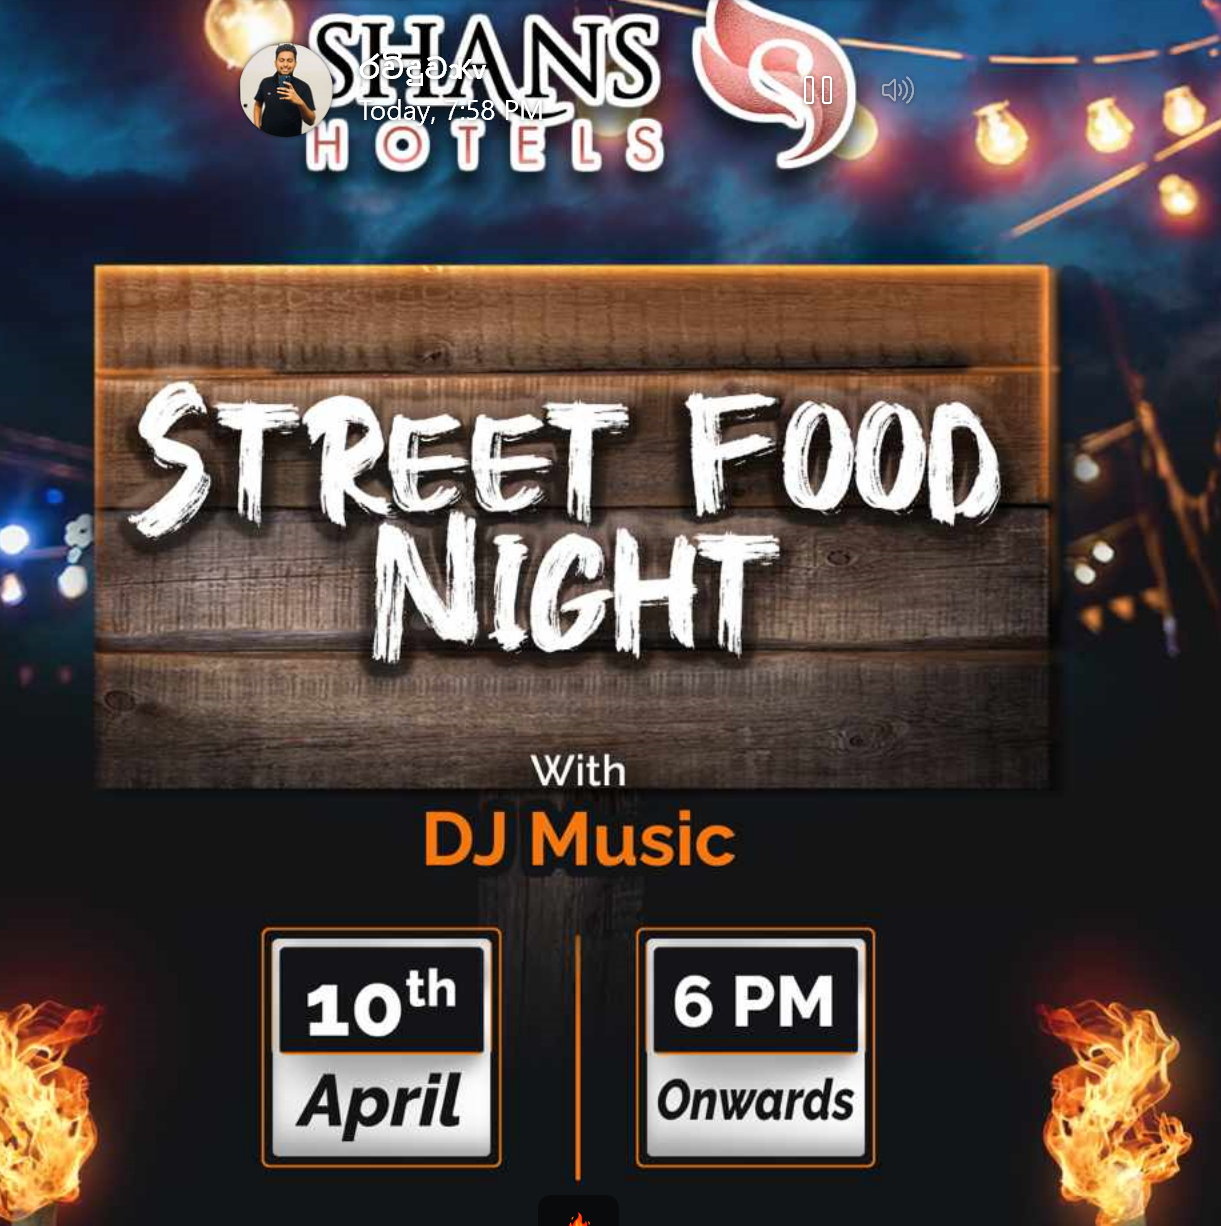 SHANS
HOTELS
Today, 7:58 PM
STREET FOOD
NIGHT
With
DJ Music
10th
April
6 PM
Onwards